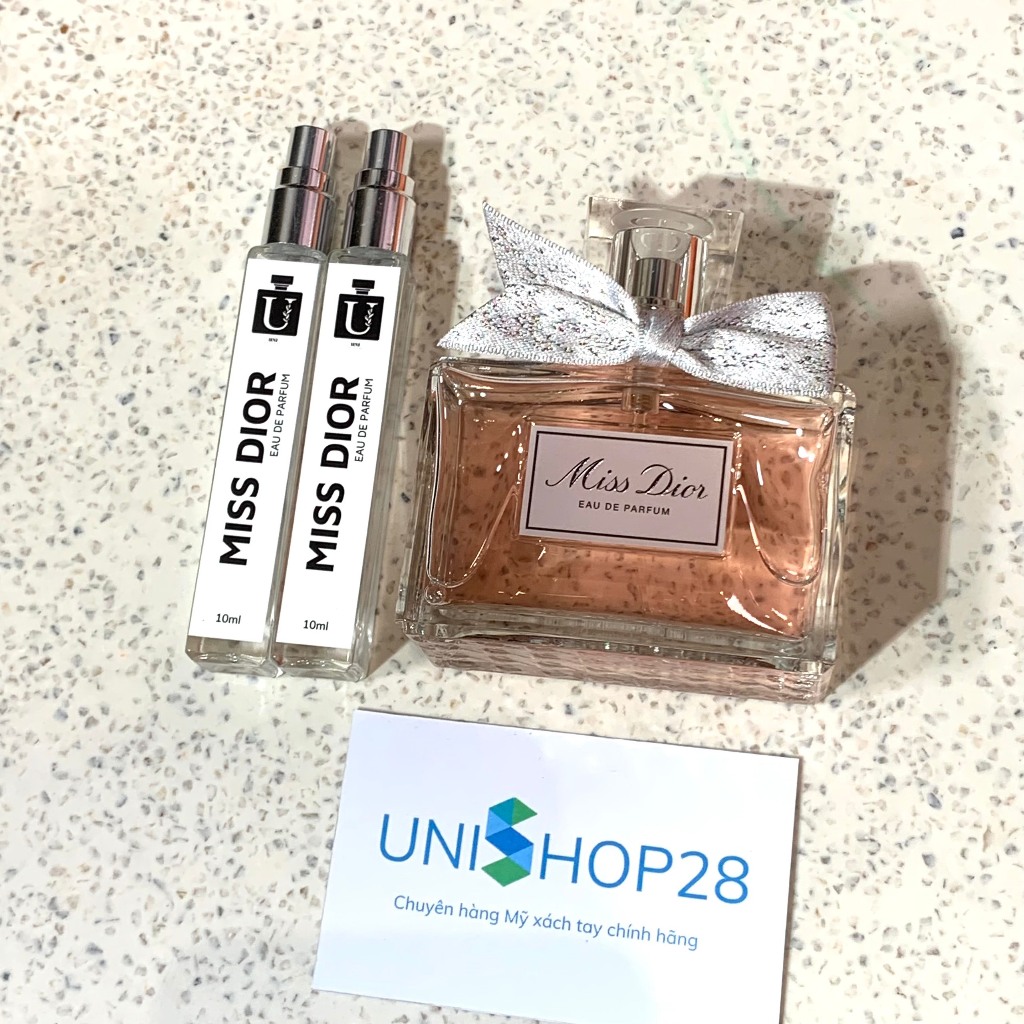 MISS DIOR
EAU DE PARFUM
10ml
MISS DIOR
EAU DE PARFUM
10ml
Miss Dior
EAU DE PARFUM
UNISHOP28
Chuyên hàng Mỹ xách tay chính hãng